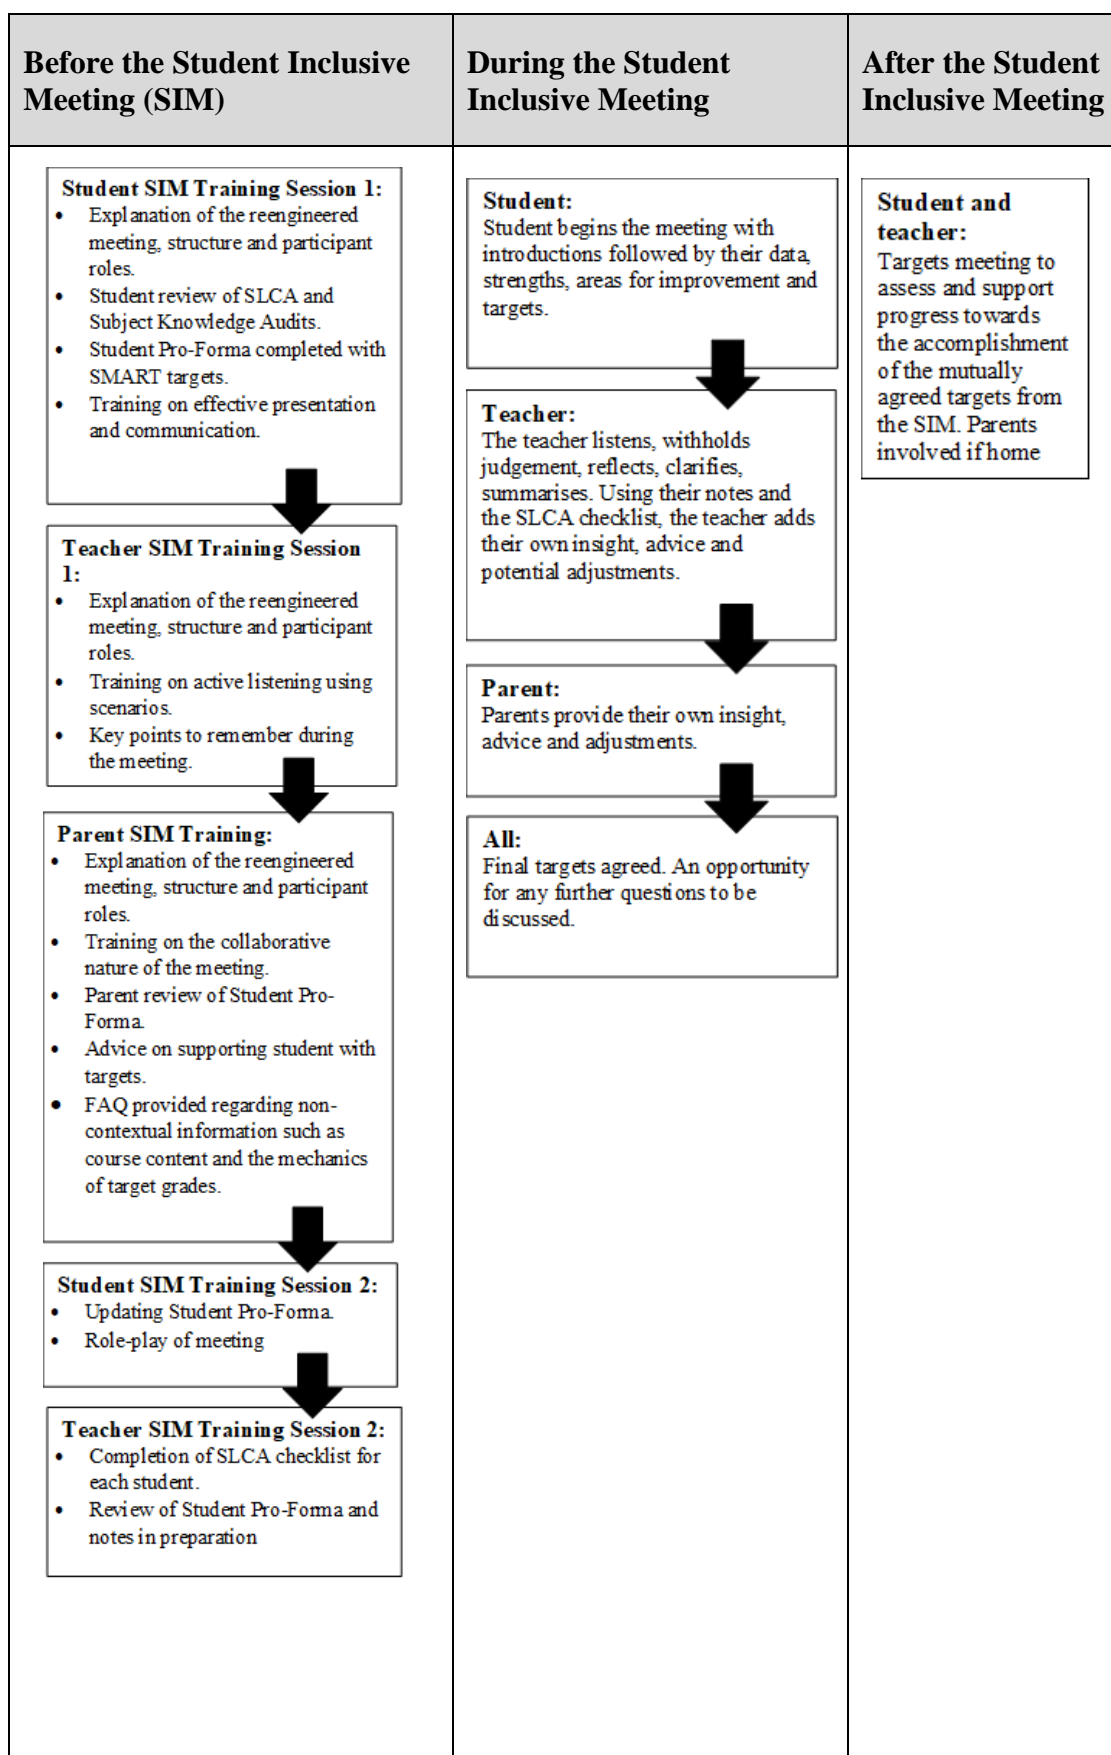 Before the Student Inclusive
Meeting (SIM)
During the Student
Inclusive Meeting
After the Student
Inclusive Meeting
Student SIM Training Session 1:
• Explanation of the reengineered
meeting, structure and participant
roles.
• Student review of SLCA and
Subject Knowledge Audits.
• Student Pro-Forma completed with
SMART targets.
• Training on effective presentation
and communication.
Teacher SIM Training Session
1:
• Explanation of the reengineered
meeting, structure and participant
roles.
• Training on active listening using
scenarios.
• Key points to remember during
the meeting.
Parent SIM Training:
• Explanation of the reengineered
meeting, structure and participant
roles.
• Training on the collaborative
nature of the meeting.
• Parent review of Student Pro-
Forma.
• Advice on supporting student with
targets.
• FAQ provided regarding non-
contextual information such as
course content and the mechanics
of target grades.
Student SIM Training Session 2:
• Updating Student Pro-Forma.
• Role-play of meeting
Teacher SIM Training Session 2:
• Completion of SLCA checklist for
each student.
• Review of Student Pro-Forma and
notes in preparation
Student:
Student begins the meeting with
introductions followed by their data,
strengths, areas for improvement and
targets.
Teacher:
The teacher listens, withholds
judgement, reflects, clarifies,
summarises. Using their notes and
the SLCA checklist, the teacher adds
their own insight, advice and
potential adjustments.
Parent:
Parents provide their own insight,
advice and adjustments.
All:
Final targets agreed. An opportunity
for any further questions to be
discussed.
Student and
teacher:
Targets meeting to
assess and support
progress towards
the accomplishment
of the mutually
agreed targets from
the SIM. Parents
involved if home